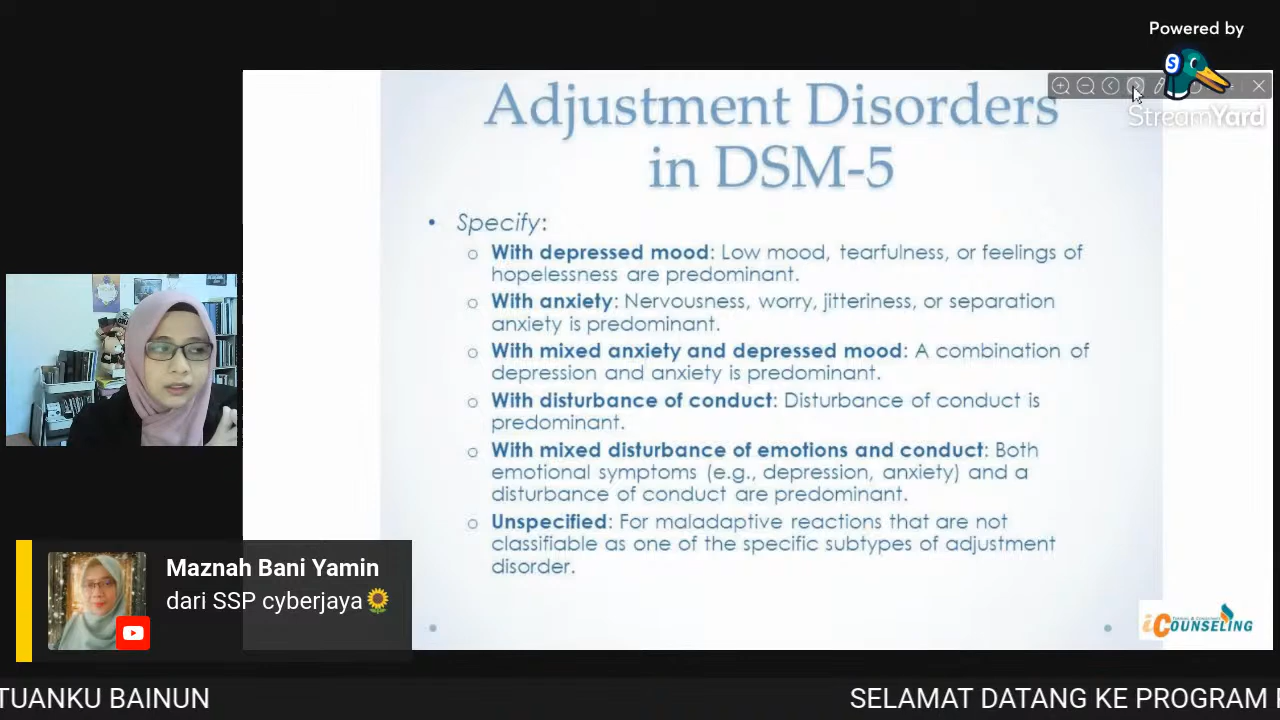 Powered by
StreamYard
Adjustment Disorders
in DSM-5
• Specify:
o With depressed mood: Low mood, tearfulness, or feelings of
hopelessness are predominant.
o With anxiety: Nervousness, worry, jitteriness, or separation
anxiety is predominant.
o With mixed anxiety and depressed mood: A combination of
depression and anxiety is predominant.
o With disturbance of conduct: Disturbance of conduct is
predominant.
o With mixed disturbance of emotions and conduct: Both
emotional symptoms (e.g., depression, anxiety) and a
disturbance of conduct are predominant.
o Unspecified: For maladaptive reactions that are not
classifiable as one of the specific subtypes of adjustment
disorder.
Maznah Bani Yamin
dari SSP cyberjaya🌻
iCOUNSELING
TUANKU BAINUN
SELAMAT DATANG KE PROGRAM